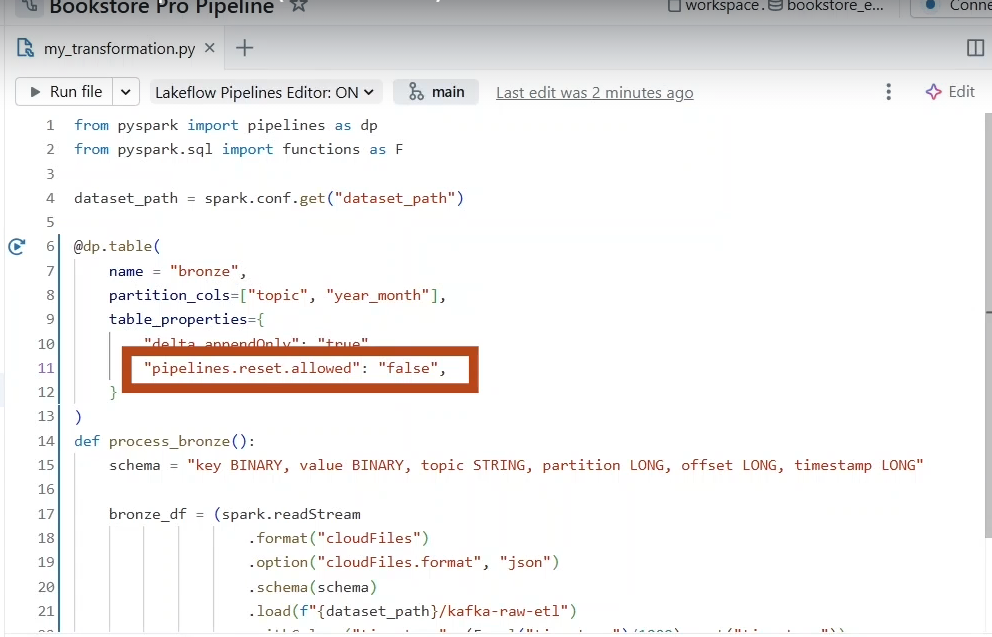 Bookstore Pro Pipeline
workspace. bookstore_e...
Conne
my_transformation.py
Run file
Lakeflow Pipelines Editor: ON
main
Last edit was 2 minutes ago
Edit
1 from pyspark import pipelines as dp
2 from pyspark.sql import functions as F
3
4 dataset_path = spark.conf.get("dataset_path")
5
6 @dp.table(
7 name = "bronze",
8 partition_cols=["topic", "year_month"],
9 table_properties={
10 "delta.appendOnly": "true"
11 "pipelines.reset.allowed": "false",
12 }
13 )
14 def process_bronze():
15 schema = "key BINARY, value BINARY, topic STRING, partition LONG, offset LONG, timestamp LONG"
16
17 bronze_df = (spark.readStream
18 .format("cloudFiles")
19 .option("cloudFiles.format", "json")
20 .schema(schema)
21 .load(f"{dataset_path}/kafka-raw-etl")